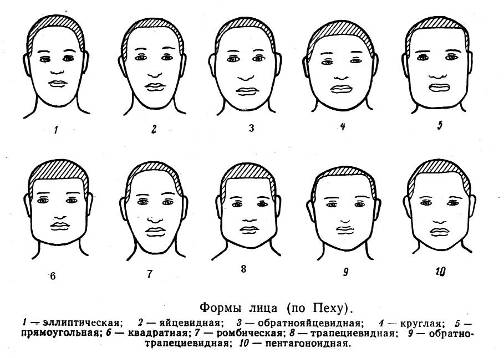 1
2
3
4
5
6
7
8
9
10
Формы лица (по Пеху).
1 — эллиптическая; 2 — яйцевидная; 3 — обратнояйцевидная; 4 — круглая; 5 —
прямоугольная; 6 — квадратная; 7 — ромбическая; 8 — трапециевидная; 9 — обратно-
трапециевидная; 10 — пентагоноидная.